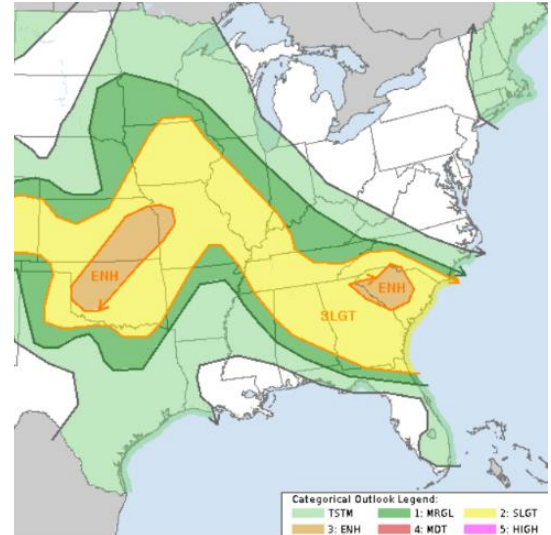 ENH
ENH
SLGT
Categorical Outlook Legend:
TSTM 1: MRGL 2: SLGT
3: ENH 4: MDT 5: HIGH